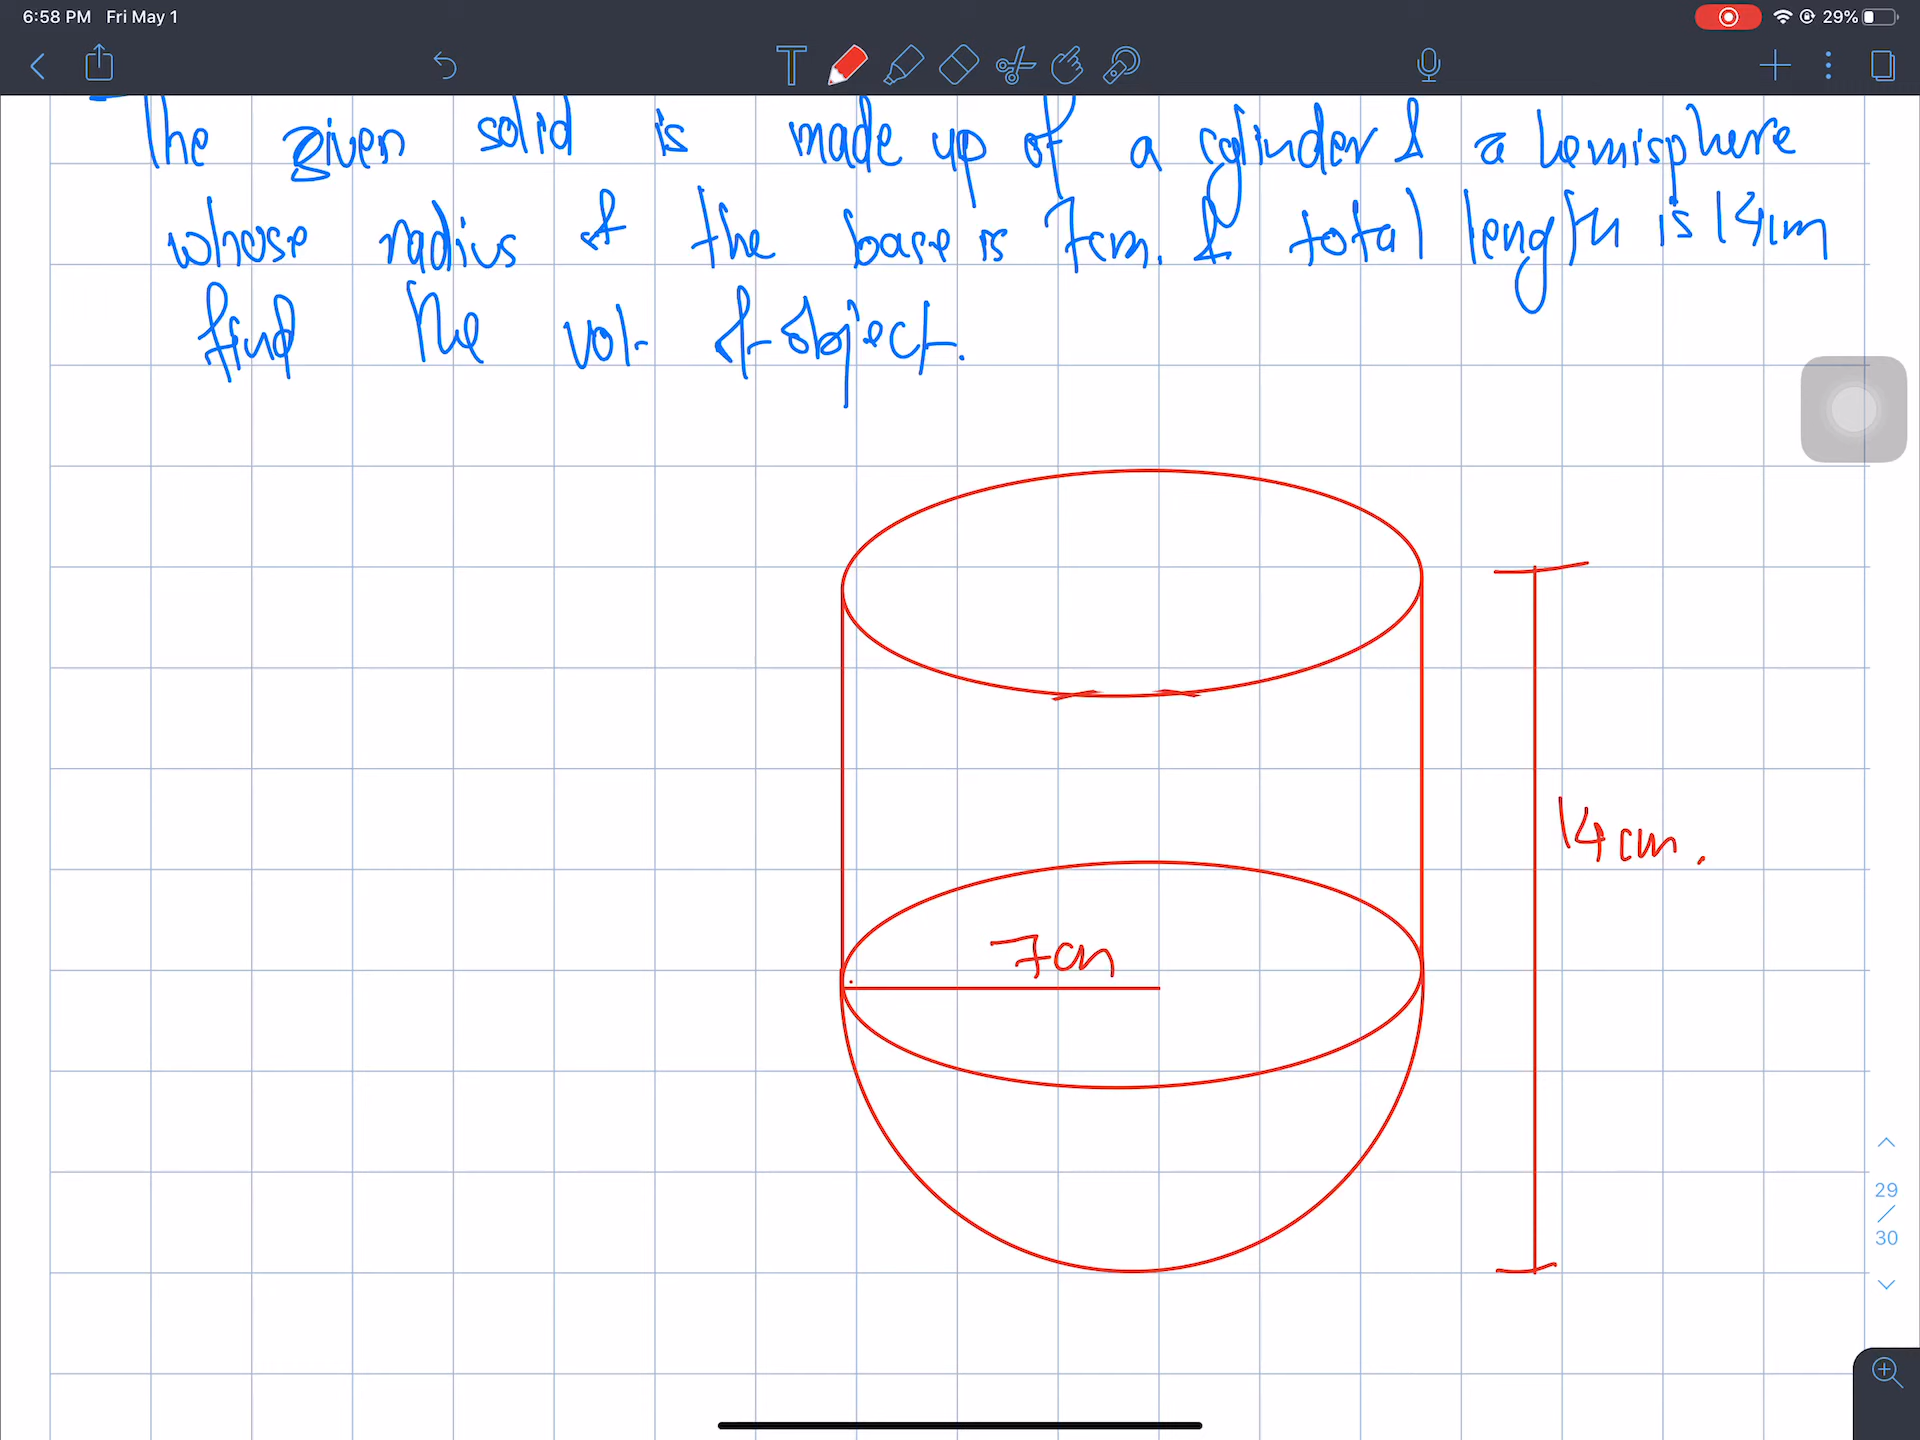 6:58 PM Fri May 1
29%
The given solid is made up of a cylinder & a hemisphere
whose radius of the base is 7cm. & total length is 14cm
find the vol. of object.
14 cm.
7cm
29
/
30